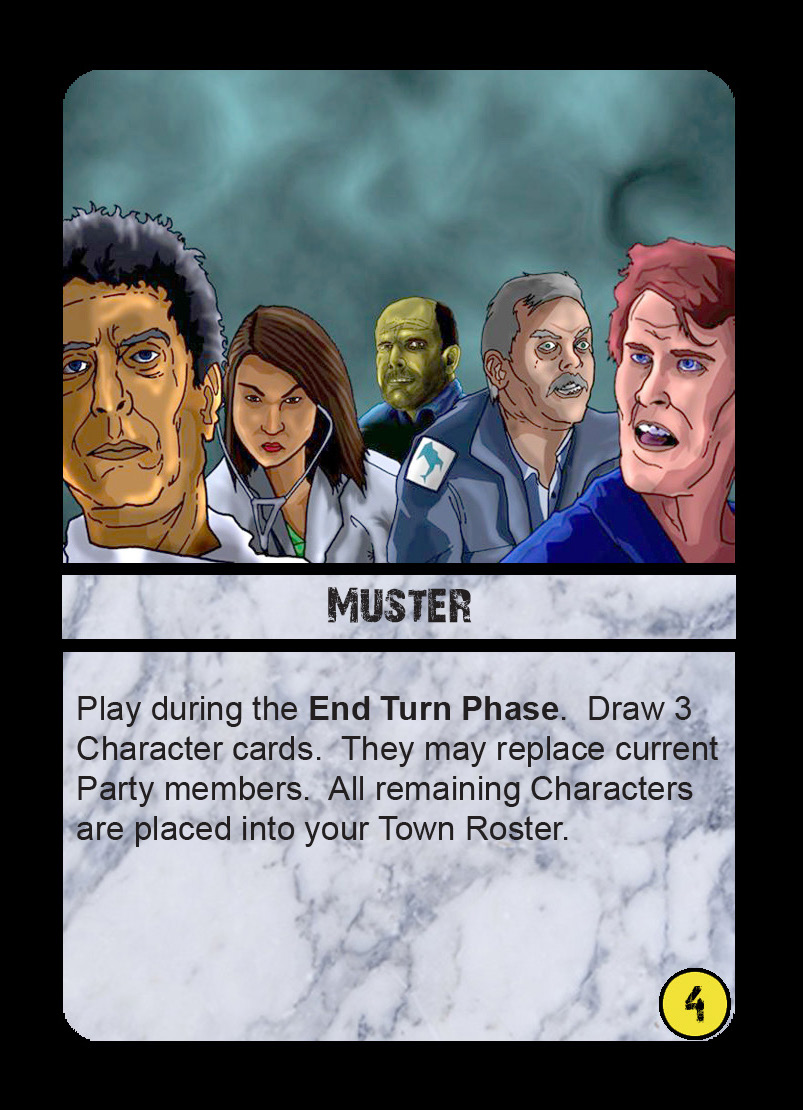 Muster
Play during the End Turn Phase.  Draw 3
Character cards.  They may replace current
Party members.  All remaining Characters
are placed into your Town Roster.
4